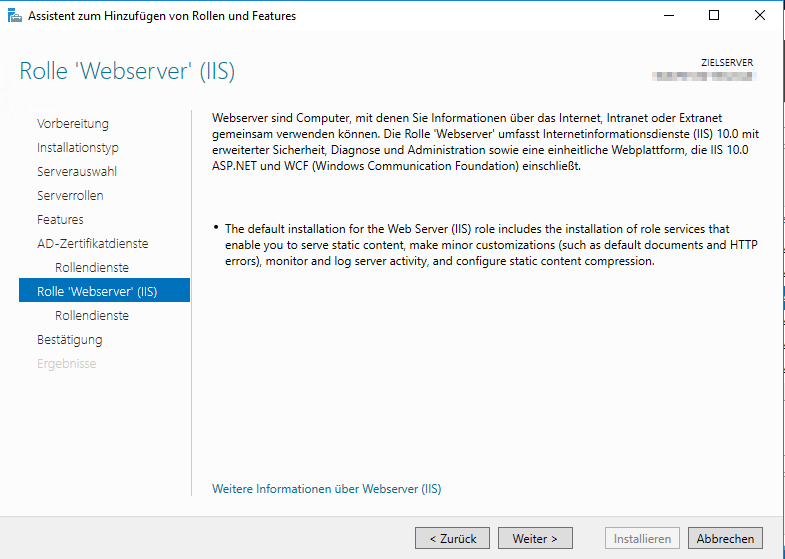 Assistent zum Hinzufügen von Rollen und Features
Rolle 'Webserver' (IIS)
ZIELSERVER
Vorbereitung
Installationstyp
Serverauswahl
Serverrollen
Features
AD-Zertifikatdienste
Rollendienste
Rolle 'Webserver' (IIS)
Rollendienste
Bestätigung
Ergebnisse
Webserver sind Computer, mit denen Sie Informationen über das Internet, Intranet oder Extranet
gemeinsam verwenden können. Die Rolle 'Webserver' umfasst Internetinformationsdienste (IIS) 10.0 mit
erweiterter Sicherheit, Diagnose und Administration sowie eine einheitliche Webplattform, die IIS 10.0
ASP.NET und WCF (Windows Communication Foundation) einschließt.
• The default installation for the Web Server (IIS) role includes the installation of role services that
enable you to serve static content, make minor customizations (such as default documents and HTTP
errors), monitor and log server activity, and configure static content compression.
Weitere Informationen über Webserver (IIS)
< Zurück
Weiter >
Installieren
Abbrechen